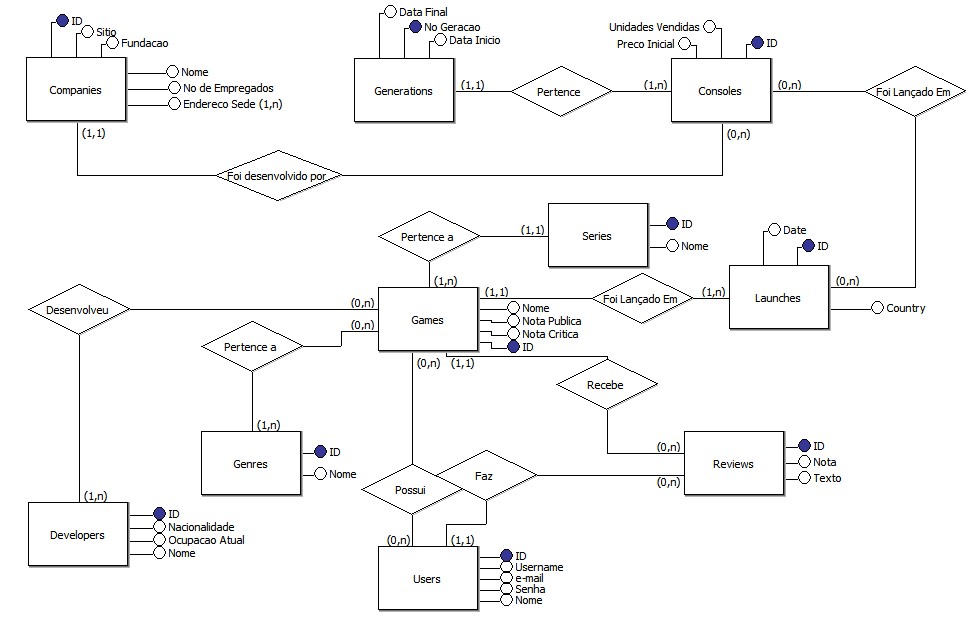 ID
Sitio
Fundacao
Companies
Nome
No de Empregados
Endereco Sede (1,n)
(1,1)
Data Final
No Geracao
Data Inicio
Generations
(1,1)
Pertence
(1,n)
Unidades Vendidas
Preco Inicial
ID
Consoles
(0,n)
Foi Lançado Em
(0,n)
Foi desenvolvido por
Pertence a
(1,1)
Series
ID
Nome
(1,n)
Date
ID
(0,n)
Launches
Country
Desenvolveu
(0,n)
(1,1)
Foi Lançado Em
(1,n)
Games
Nome
Nota Publica
Nota Critica
ID
(0,n)
Pertence a
(0,n)
(1,1)
Recebe
(1,n)
Genres
ID
Nome
(0,n)
Reviews
(0,n)
ID
Nota
Texto
Possui
Faz
(1,n)
Developers
ID
Nacionalidade
Ocupacao Atual
Nome
(0,n)
(1,1)
Users
ID
Username
e-mail
Senha
Nome